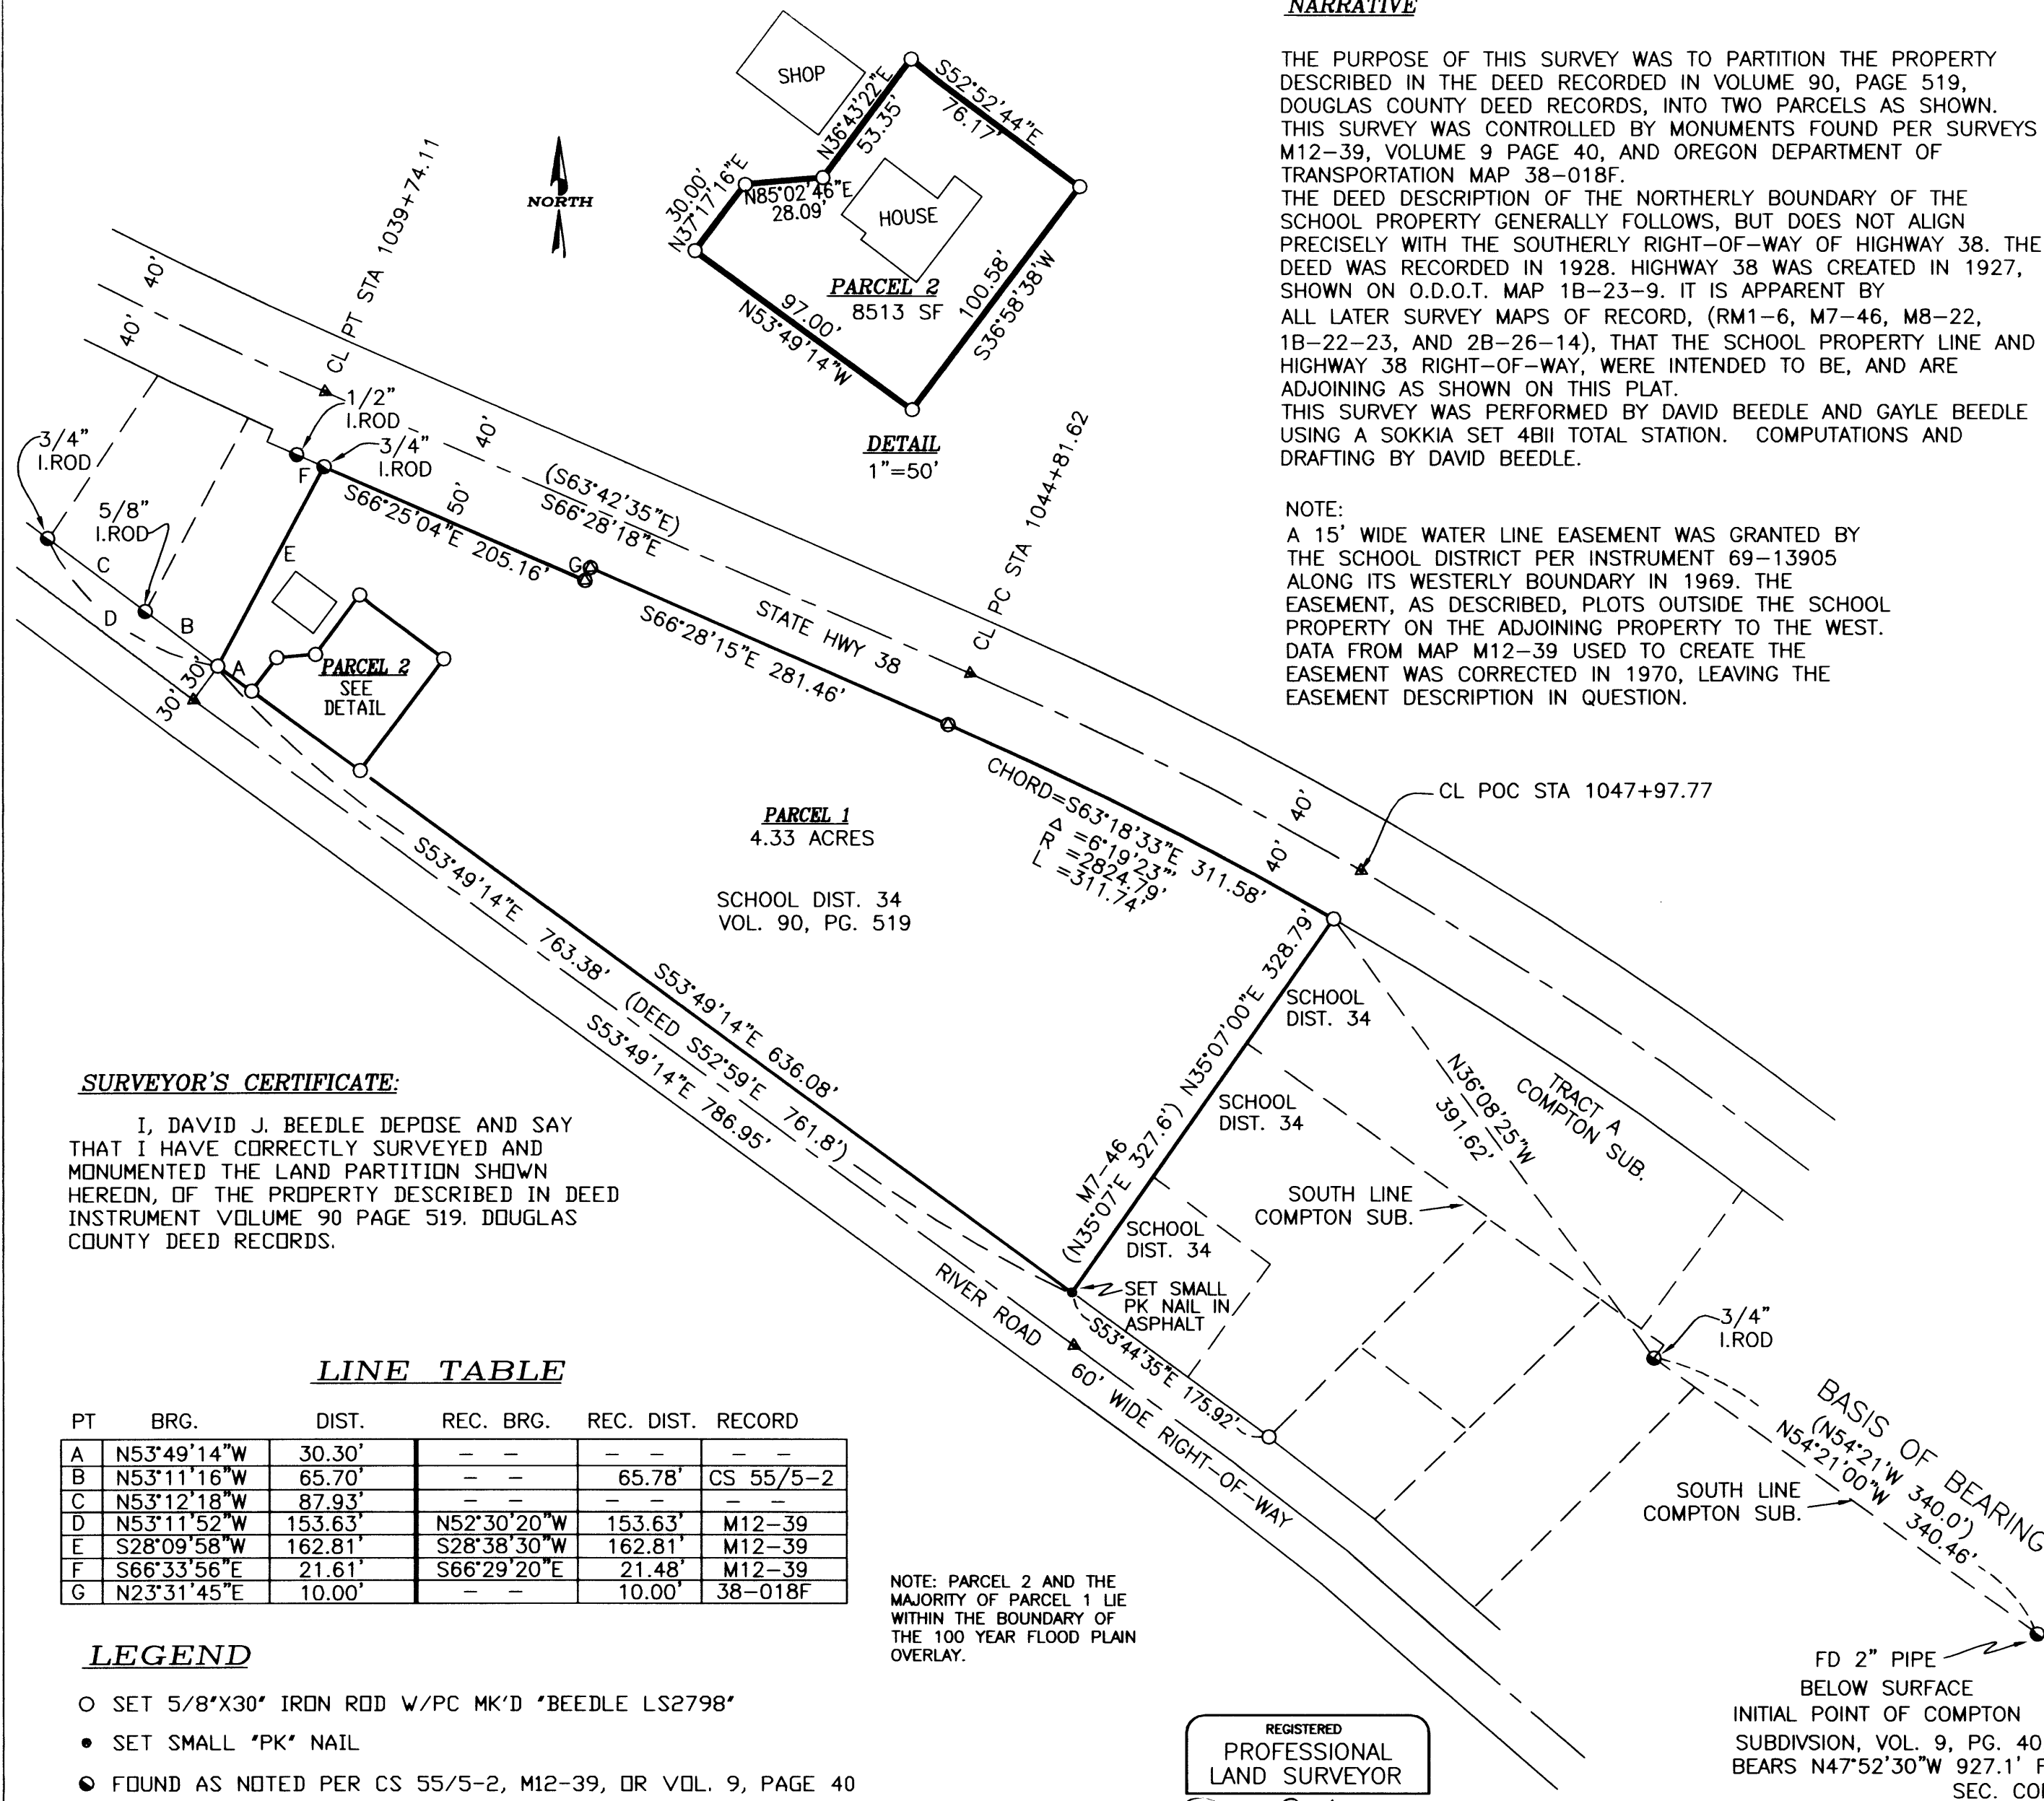 NARRATIVE
THE PURPOSE OF THIS SURVEY WAS TO PARTITION THE PROPERTY
DESCRIBED IN THE DEED RECORDED IN VOLUME 90, PAGE 519,
DOUGLAS COUNTY DEED RECORDS, INTO TWO PARCELS AS SHOWN.
THIS SURVEY WAS CONTROLLED BY MONUMENTS FOUND PER SURVEYS
M12-39, VOLUME 9 PAGE 40, AND OREGON DEPARTMENT OF
TRANSPORTATION MAP 38-018F.
THE DEED DESCRIPTION OF THE NORTHERLY BOUNDARY OF THE
SCHOOL PROPERTY GENERALLY FOLLOWS, BUT DOES NOT ALIGN
PRECISELY WITH THE SOUTHERLY RIGHT-OF-WAY OF HIGHWAY 38. THE
DEED WAS RECORDED IN 1928. HIGHWAY 38 WAS CREATED IN 1927,
SHOWN ON O.D.O.T. MAP 1B-23-9. IT IS APPARENT BY
ALL LATER SURVEY MAPS OF RECORD, (RM1-6, M7-46, M8-22,
1B-22-23, AND 2B-26-14), THAT THE SCHOOL PROPERTY LINE AND
HIGHWAY 38 RIGHT-OF-WAY, WERE INTENDED TO BE, AND ARE
ADJOINING AS SHOWN ON THIS PLAT.
THIS SURVEY WAS PERFORMED BY DAVID BEEDLE AND GAYLE BEEDLE
USING A SOKKIA SET 4BII TOTAL STATION. COMPUTATIONS AND
DRAFTING BY DAVID BEEDLE.
NOTE:
A 15' WIDE WATER LINE EASEMENT WAS GRANTED BY
THE SCHOOL DISTRICT PER INSTRUMENT 69-13905
ALONG ITS WESTERLY BOUNDARY IN 1969. THE
EASEMENT, AS DESCRIBED, PLOTS OUTSIDE THE SCHOOL
PROPERTY ON THE ADJOINING PROPERTY TO THE WEST.
DATA FROM MAP M12-39 USED TO CREATE THE
EASEMENT WAS CORRECTED IN 1970, LEAVING THE
EASEMENT DESCRIPTION IN QUESTION.
SHOP
N36°43'22"E
53.35'
S52°52'44"E
76.17'
30.00'
N37°17'16"E
N85°02'46"E
28.09'
HOUSE
PARCEL 2
8513 SF
100.58'
S36°58'38"W
97.00'
N53°49'14"W
DETAIL
1"=50'
NORTH
CL PT STA 1039+74.11
40'
40'
1/2"
I.ROD
3/4"
I.ROD
3/4"
I.ROD
5/8"
I.ROD
F
E
C
D
B
A
G
40'
50'
S66°25'04"E 205.16'
(S63°42'35"E)
S66°28'18"E
STATE HWY 38
S66°28'15"E 281.46'
CL PC STA 1044+81.62
PARCEL 2
SEE
DETAIL
30'
30'
PARCEL 1
4.33 ACRES
SCHOOL DIST. 34
VOL. 90, PG. 519
CHORD=S63°18'33"E 311.58'
Δ =6°19'23"
R =2824.79'
L =311.74'
40'
40'
CL POC STA 1047+97.77
S53°49'14"E 763.38'
(DEED S52°59'E 761.8')
S53°49'14"E 636.08'
S53°49'14"E 786.95'
N35°07'00"E 328.79'
M7-46
(N35°07'E 327.6')
SCHOOL
DIST. 34
SCHOOL
DIST. 34
SCHOOL
DIST. 34
N36°08'25"W
391.62'
TRACT A
COMPTON SUB.
SOUTH LINE
COMPTON SUB.
SET SMALL
PK NAIL IN
ASPHALT
S53°44'35"E 175.92'
RIVER ROAD
60' WIDE RIGHT-OF-WAY
3/4"
I.ROD
BASIS OF BEARING
(N54°21'W 340.0')
N54°21'00"W 340.46'
SOUTH LINE
COMPTON SUB.
FD 2" PIPE
BELOW SURFACE
INITIAL POINT OF COMPTON
SUBDIVSION, VOL. 9, PG. 40
BEARS N47°52'30"W 927.1'
SEC.
SURVEYOR'S CERTIFICATE:
I, DAVID J. BEEDLE DEPOSE AND SAY
THAT I HAVE CORRECTLY SURVEYED AND
MONUMENTED THE LAND PARTITION SHOWN
HEREON, OF THE PROPERTY DESCRIBED IN DEED
INSTRUMENT VOLUME 90 PAGE 519. DOUGLAS
COUNTY DEED RECORDS.
LINE TABLE
PT BRG. DIST. REC. BRG. REC. DIST. RECORD
A N53°49'14"W 30.30' - - - - - -
B N53°11'16"W 65.70' - - 65.78' CS 55/5-2
C N53°12'18"W 87.93' - - - - - -
D N53°11'52"W 153.63' N52°30'20"W 153.63' M12-39
E S28°09'58"W 162.81' S28°38'30"W 162.81' M12-39
F S66°33'56"E 21.61' S66°29'20"E 21.48' M12-39
G N23°31'45"E 10.00' - - 10.00' 38-018F
NOTE: PARCEL 2 AND THE
MAJORITY OF PARCEL 1 LIE
WITHIN THE BOUNDARY OF
THE 100 YEAR FLOOD PLAIN
OVERLAY.
LEGEND
SET 5/8"X30" IRON ROD W/PC MK'D "BEEDLE LS2798"
SET SMALL "PK" NAIL
FOUND AS NOTED PER CS 55/5-2, M12-39, OR VOL. 9, PAGE 40
REGISTERED
PROFESSIONAL
LAND SURVEYOR